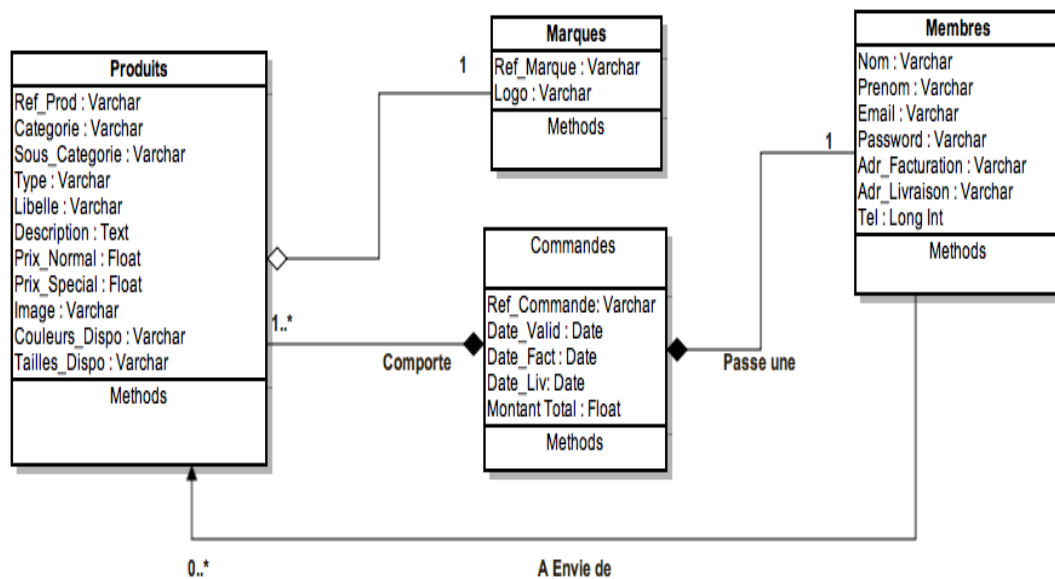 Produits
Ref_Prod : Varchar
Categorie : Varchar
Sous_Categorie : Varchar
Type : Varchar
Libelle : Varchar
Description : Text
Prix_Normal : Float
Prix_Special : Float
Image : Varchar
Couleurs_Dispo : Varchar
Tailles_Dispo : Varchar
Methods
1
Marques
Ref_Marque : Varchar
Logo : Varchar
Methods
Membres
Nom : Varchar
Prenom : Varchar
Email : Varchar
Password : Varchar
Adr_Facturation : Varchar
Adr_Livraison : Varchar
Tel : Long Int
Methods
1
Commandes
Ref_Commande: Varchar
Date_Valid : Date
Date_Fact : Date
Date_Liv: Date
Montant Total : Float
Methods
1..*
Comporte
Passe une
0..*
A Envie de